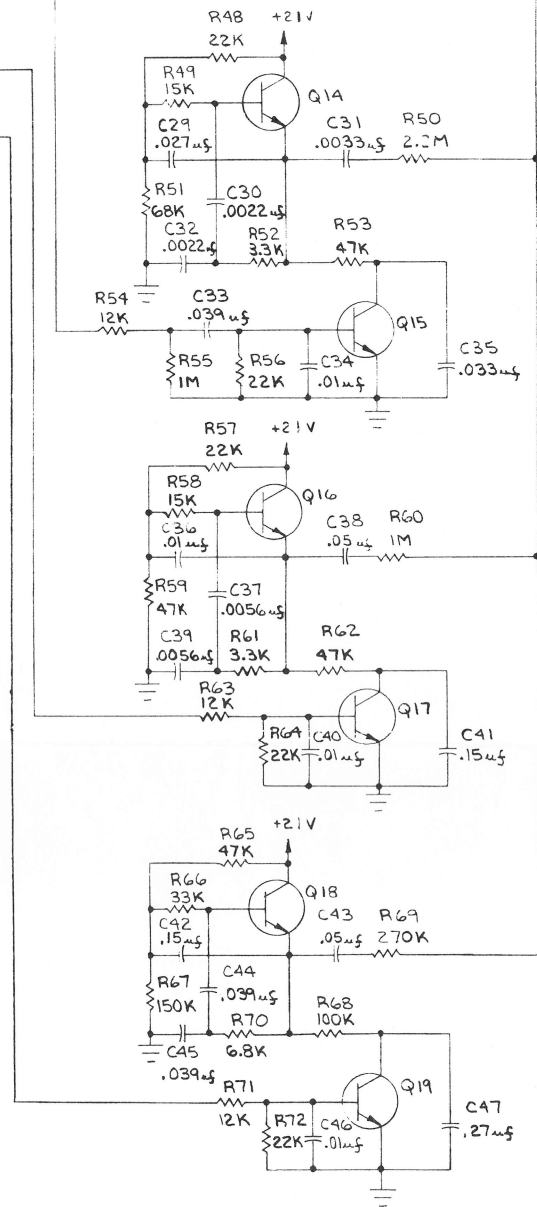 R48 +21V
22K
R49
15K
Q14
C29
.027uf
C31
.0033uf
R50
R51
68K
C30
.0022uf
C32
.0022uf
R52
3.3K
R53
47K
R54
12K
C33
.039uf
Q15
R55
1M
R56
22K
C34
.01uf
C35
.033uf
R57 +21V
22K
R58
15K
Q16
C36
.01uf
C38
.05uf
R60
1M
R59
47K
C37
.0056uf
C39
.0056uf
R61
3.3K
R62
47K
R63
12K
Q17
R64
22K
C40
.01uf
C41
.15uf
+21V
R65
47K
R66
33K
Q18
C42
.15uf
C43
.05uf
R69
270K
R67
150K
C44
.039uf
R70
6.8K
R68
100K
C45
.039uf
R71
12K
Q19
R72
22K
C46
.01uf
C47
.27uf